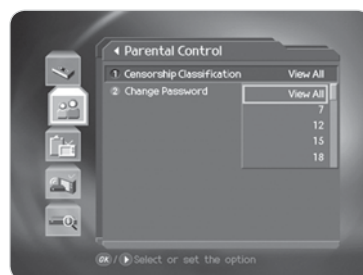 ◀ Parental Control
1 Censorship Classification View All
2 Change Password View All
7
12
15
18
OK / ▶ Select or set the option